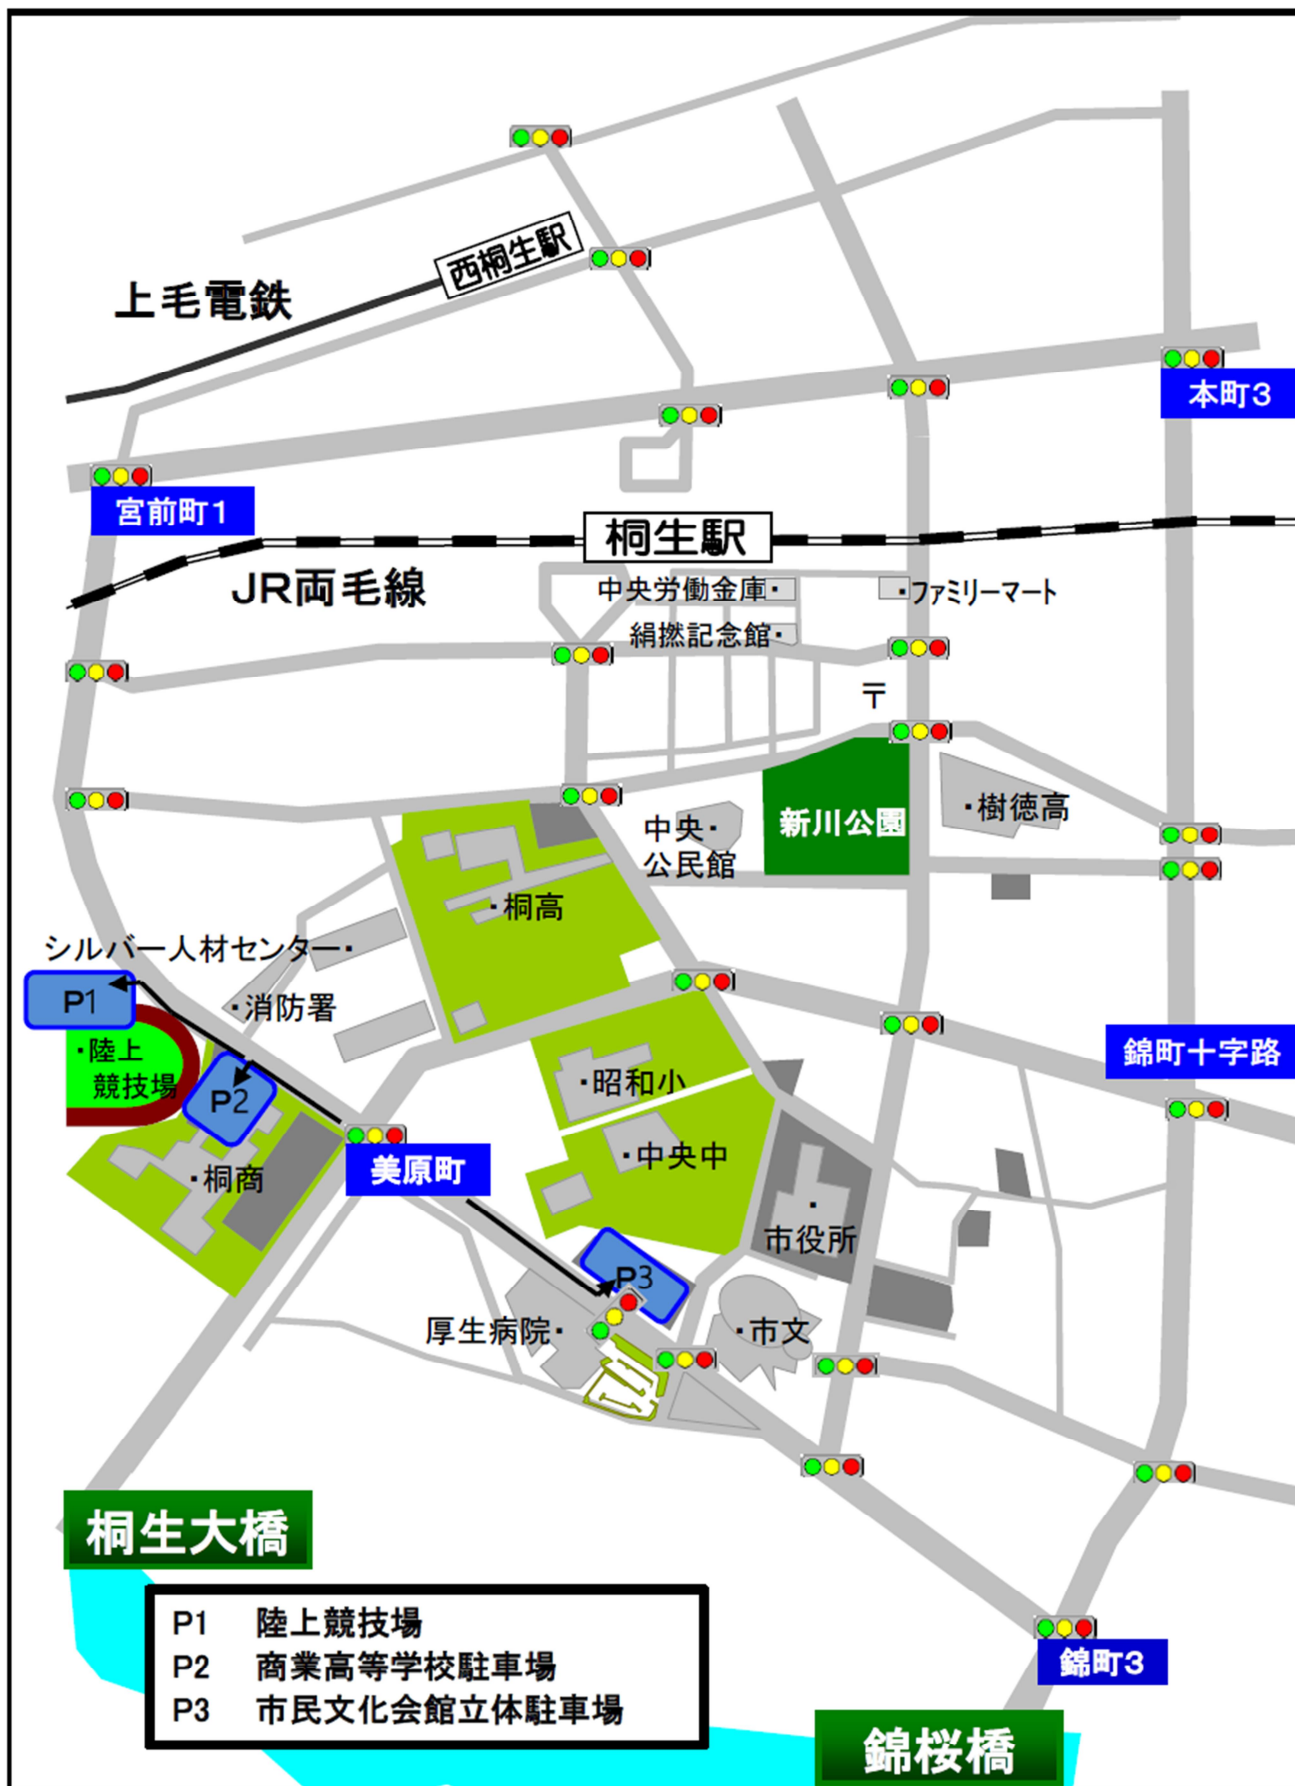 西桐生駅
上毛電鉄
本町3
宮前町1
桐生駅
JR両毛線
中央労働金庫
ファミリーマート
絹撚記念館
〒
新川公園
樹徳高
中央
公民館
桐高
シルバー人材センター
P1
消防署
陸上
競技場
P2
錦町十字路
昭和小
中央中
美原町
桐商
市役所
P3
厚生病院
市文
桐生大橋
P1 陸上競技場
P2 商業高等学校駐車場
P3 市民文化会館立体駐車場
錦町3
錦桜橋